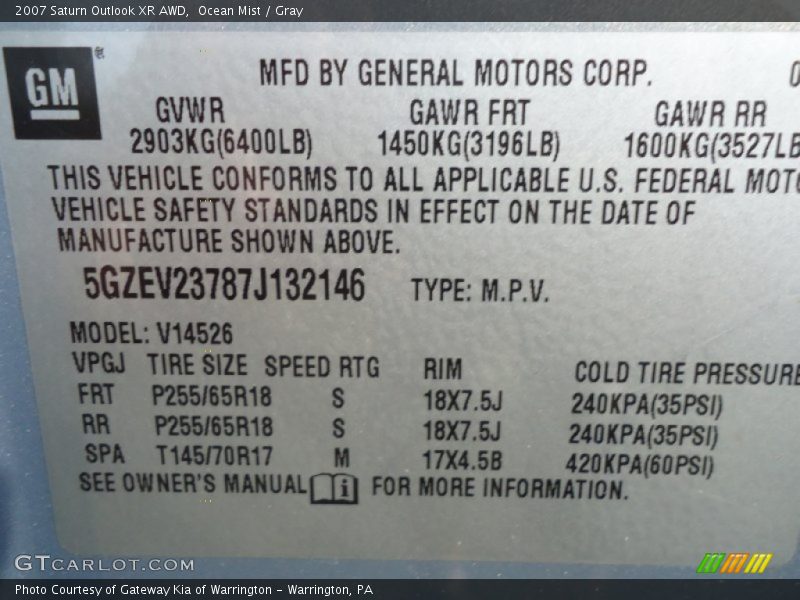 2007 Saturn Outlook XR AWD,  Ocean Mist / Gray
GM
MFD BY GENERAL MOTORS CORP.
GVWR GAWR FRT GAWR RR
2903KG(6400LB) 1450KG(3196LB) 1600KG(3527LB
THIS VEHICLE CONFORMS TO ALL APPLICABLE U.S. FEDERAL MOT
VEHICLE SAFETY STANDARDS IN EFFECT ON THE DATE OF
MANUFACTURE SHOWN ABOVE.
5GZEV23787J132146 TYPE: M.P.V.
MODEL: V14526
VPGJ TIRE SIZE SPEED RTG RIM COLD TIRE PRESSURE
FRT P255/65R18 S 18X7.5J 240KPA(35PSI)
RR P255/65R18 S 18X7.5J 240KPA(35PSI)
SPA T145/70R17 M 17X4.5B 420KPA(60PSI)
SEE OWNER'S MANUAL i FOR MORE INFORMATION.
GTCARLOT.COM
Photo Courtesy of Gateway Kia of Warrington - Warrington, PA